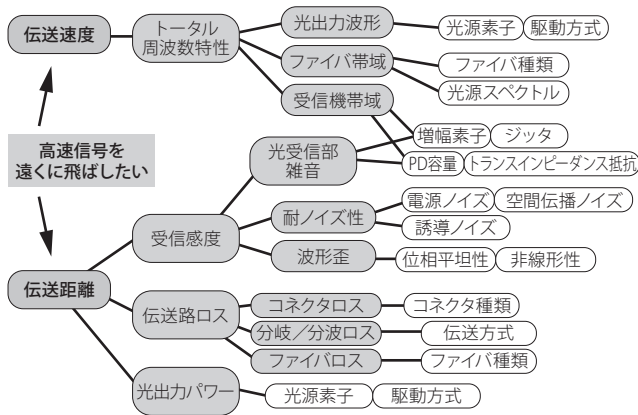 伝送速度
トータル
周波数特性
光出力波形
光源素子
駆動方式
ファイバ帯域
ファイバ種類
光源スペクトル
受信機帯域
高速信号を
遠くに飛ばしたい
光受信部
雑音
増幅素子
ジッタ
PD容量
トランスインピーダンス抵抗
受信感度
耐ノイズ性
電源ノイズ
空間伝播ノイズ
誘導ノイズ
波形歪
位相平坦性
非線形性
伝送距離
伝送路ロス
コネクタロス
コネクタ種類
分岐／分波ロス
伝送方式
ファイバロス
ファイバ種類
光出力パワー
光源素子
駆動方式